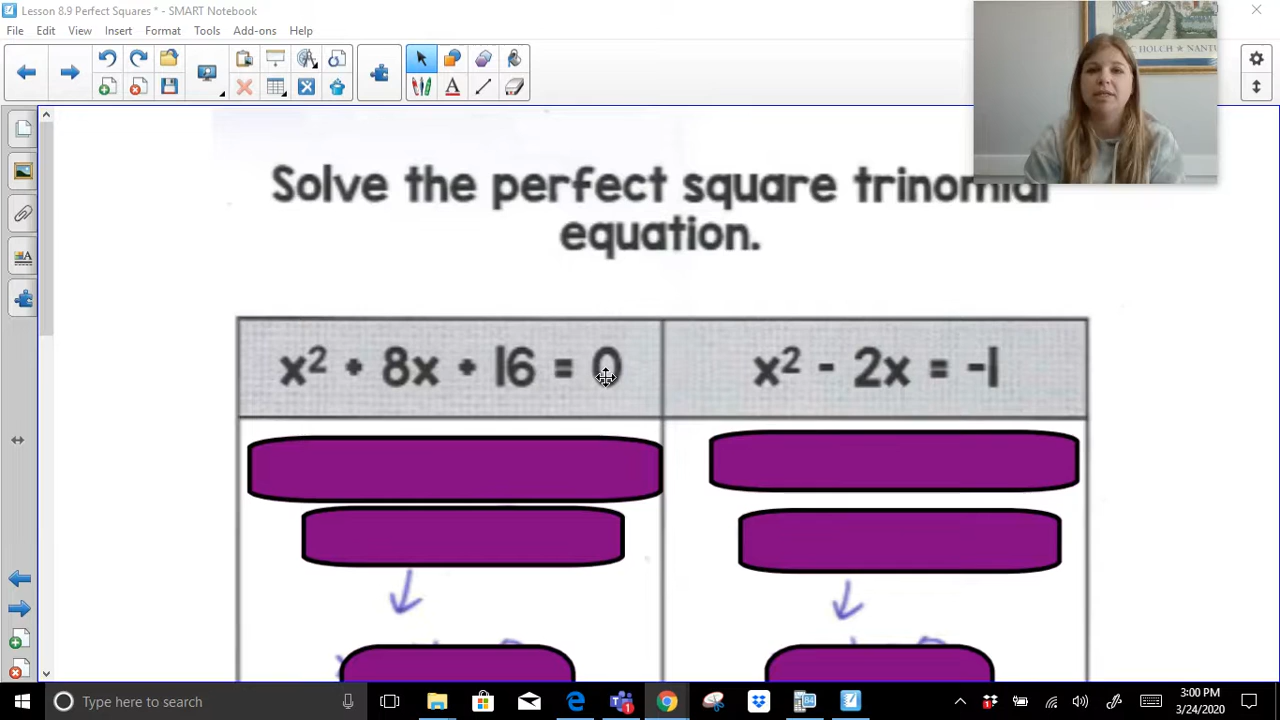 Lesson 8.9 Perfect Squares * - SMART Notebook
File Edit View Insert Format Tools Add-ons Help
C HOUCH ★ NANTU
Solve the perfect square trinomial
equation.
x² + 8x + 16 = 0
x² - 2x = -1
Type here to search
3:00 PM
3/24/2020